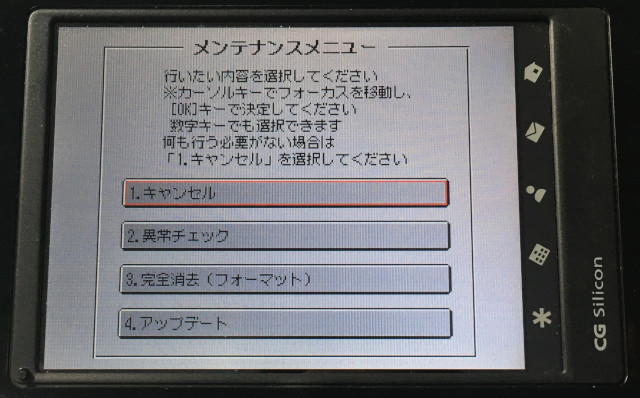 メンテナンスメニュー
行いたい内容を選択してください
※カーソルキーでフォーカスを移動し、
[OK]キーで決定してください
数字キーでも選択できます
何も行う必要がない場合は
「1.キャンセル」を選択してください
1.キャンセル
2.異常チェック
3.完全消去(フォーマット)
4.アップデート
CG Silicon